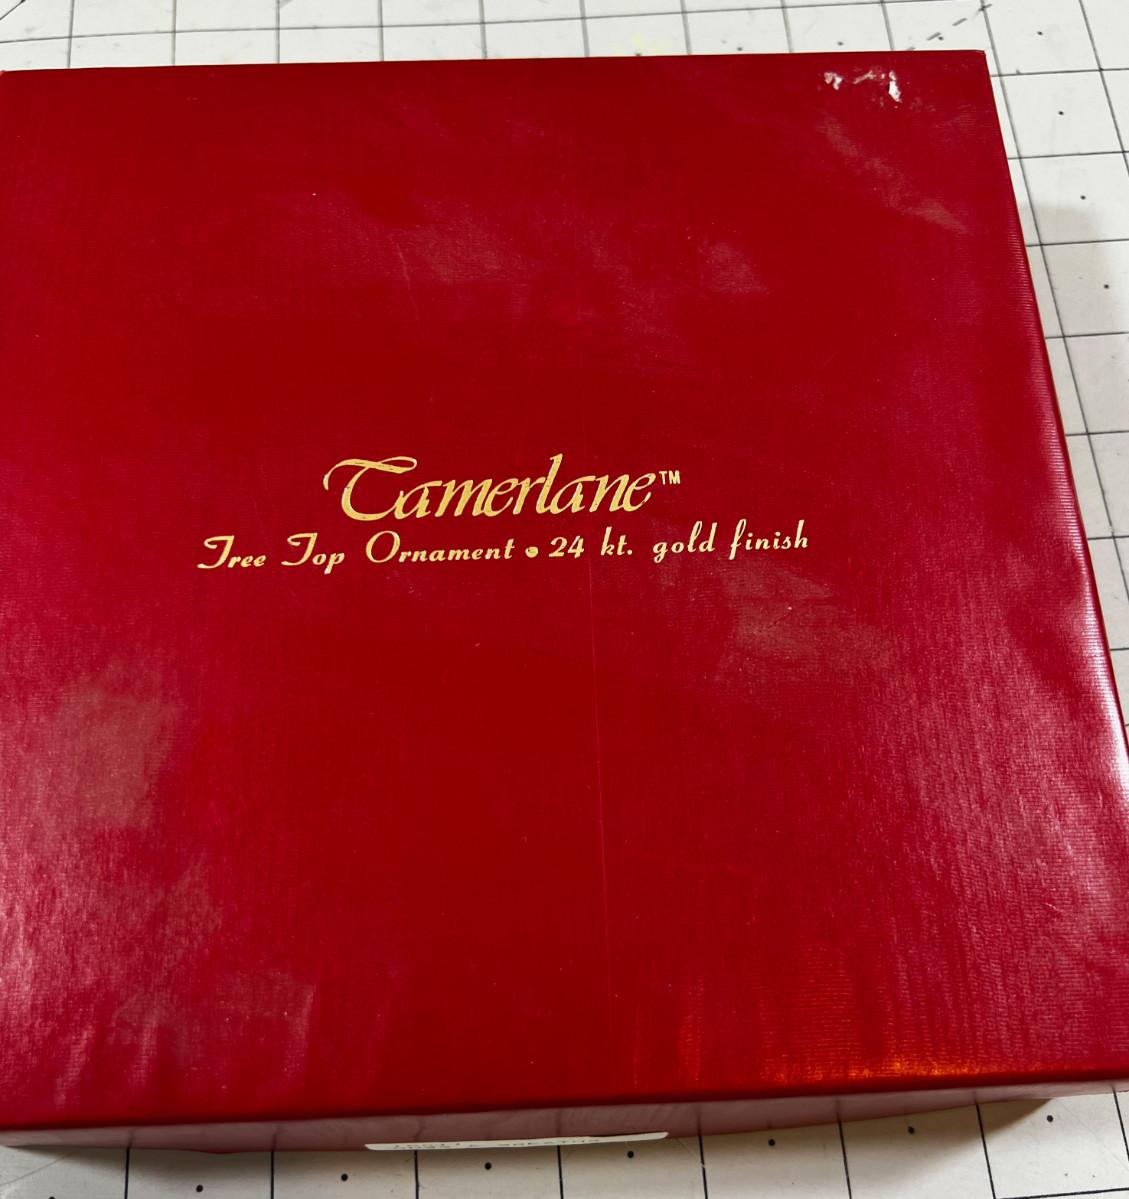 Tamerlane™
Tree Top Ornament • 24 kt. gold finish